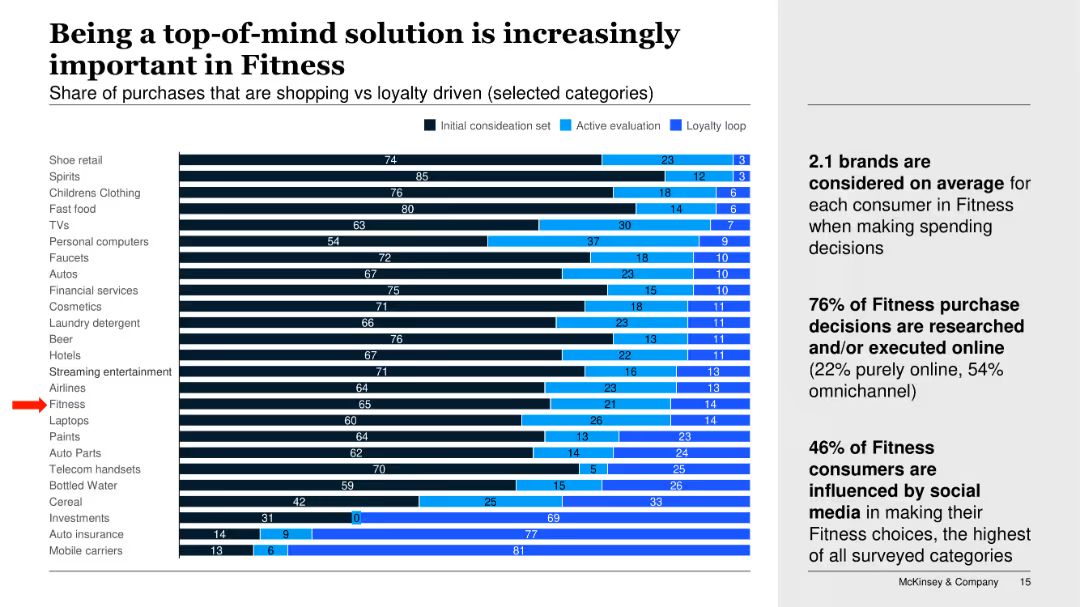 Being a top-of-mind solution is increasingly
important in Fitness
Share of purchases that are shopping vs loyalty driven (selected categories)
Initial consideation set Active evaluation Loyalty loop
Shoe retail 74 23 3
Spirits 85 12 3
Childrens Clothing 76 18 6
Fast food 80 14 6
TVs 63 30 7
Personal computers 54 37 9
Faucets 72 18 10
Autos 67 23 10
Financial services 75 15 10
Cosmetics 71 18 11
Laundry detergent 66 23 11
Beer 76 13 11
Hotels 67 22 11
Streaming entertainment 71 16 13
Airlines 64 23 13
Fitness 65 21 14
Laptops 60 26 14
Paints 64 13 23
Auto Parts 62 14 24
Telecom handsets 70 5 25
Bottled Water 59 15 26
Cereal 42 25 33
Investments 31 0 69
Auto insurance 14 9 77
Mobile carriers 13 6 81
2.1 brands are
considered on average for
each consumer in Fitness
when making spending
decisions
76% of Fitness purchase
decisions are researched
and/or executed online
(22% purely online, 54%
omnichannel)
46% of Fitness
consumers are
influenced by social
media in making their
Fitness choices, the highest
of all surveyed categories
McKinsey & Company 15